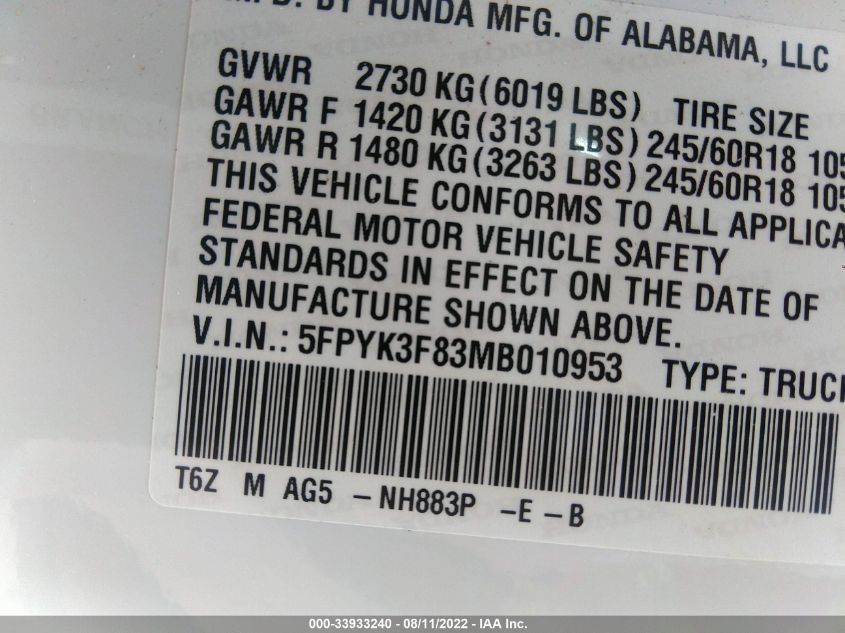 BY HONDA MFG. OF ALABAMA, LLC
GVWR 2730 KG (6019 LBS) TIRE SIZE
GAWR F 1420 KG (3131 LBS) 245/60R18 105
GAWR R 1480 KG (3263 LBS) 245/60R18 105
THIS VEHICLE CONFORMS TO ALL APPLICA
FEDERAL MOTOR VEHICLE SAFETY
STANDARDS IN EFFECT ON THE DATE OF
MANUFACTURE SHOWN ABOVE.
V.I.N.: 5FPYK3F83MB010953 TYPE: TRUCK
T6Z M AG5 -NH883P -E -B
000-33933240 - 08/11/2022 - IAA Inc.